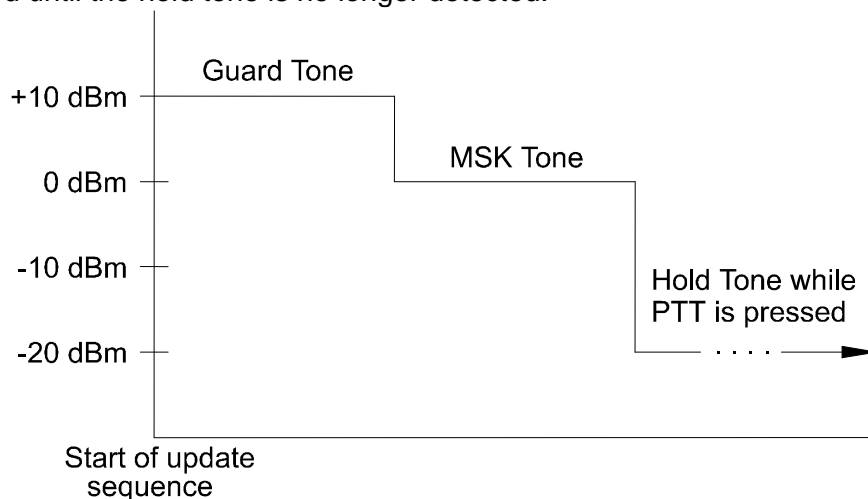 until the hold tone is no longer detected.
Guard Tone
+10 dBm
MSK Tone
0 dBm
-10 dBm
Hold Tone while
PTT is pressed
-20 dBm
Start of update
sequence